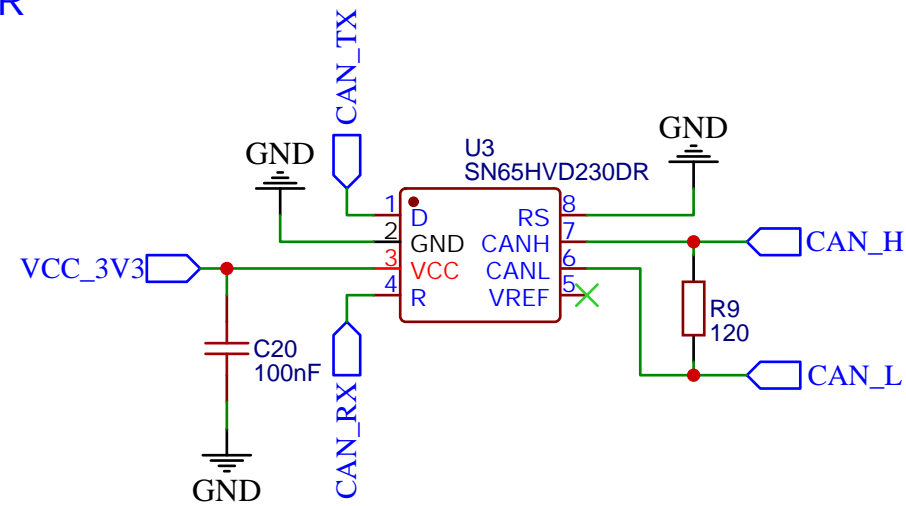 R
CAN_TX
GND
U3
SN65HVD230DR
GND
1
D
2
GND
3
VCC
4
R
RS
8
CANH
7
CANL
6
VREF
5
VCC_3V3
CAN_H
R9
120
CAN_L
C20
100nF
CAN_RX
GND